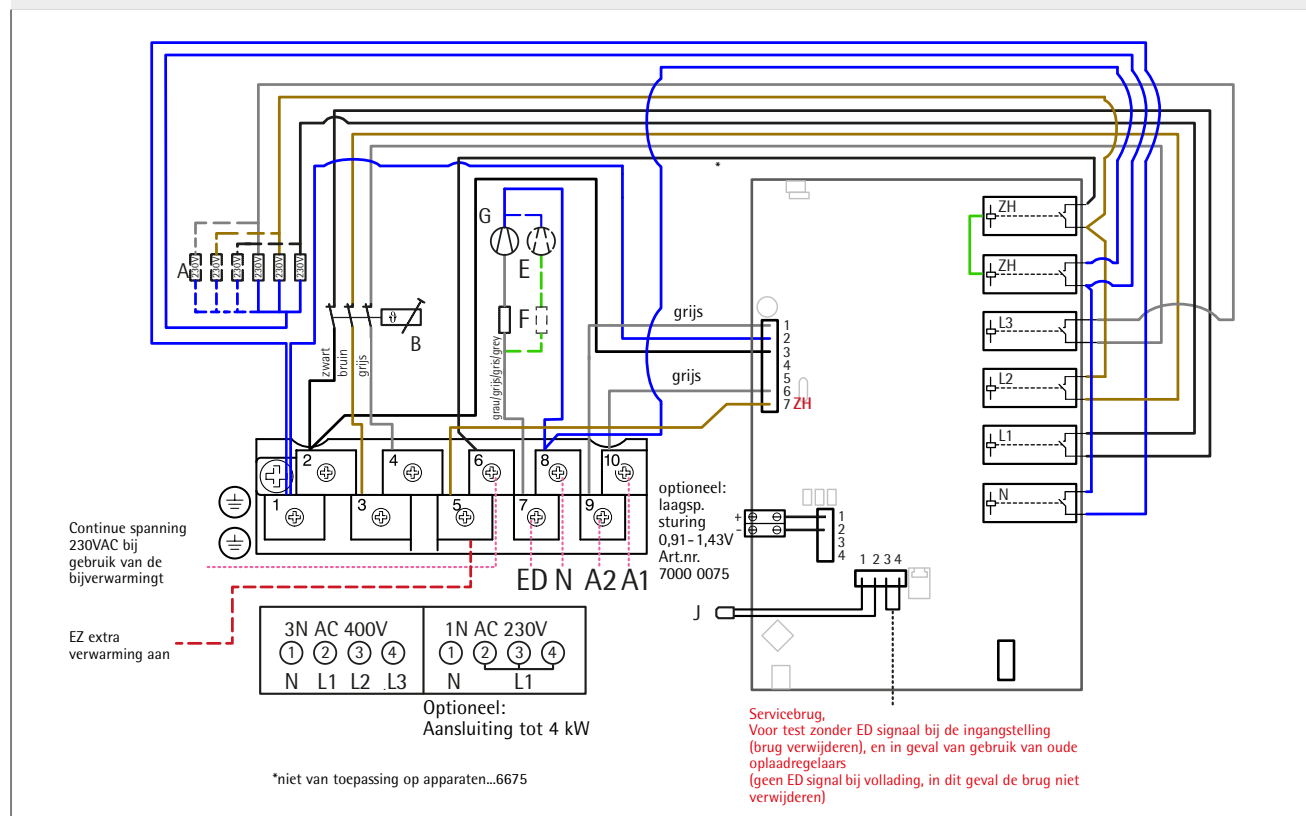 G
A
230V
230V
230V
230V
230V
230V
E
F
B
zwart
bruin
grijs
grau/grijs/gris/grey
*
grijs
grijs
1
2
3
4
5
6
7 ZH
ZH
ZH
L3
L2
L1
N
2
4
6
8
10
1
3
5
7
9
Continue spanning
230VAC bij
gebruik van de
bijverwarmingt
EZ extra
verwarming aan
ED N A2 A1
optioneel:
laagsp.
sturing
0,91-1,43V
Art.nr.
7000 0075
+
-
1
2
3
4
1 2 3 4
J
3N AC 400V
1 2 3 4
N L1 L2 L3
1N AC 230V
1 2 3 4
N L1
Optioneel:
Aansluiting tot 4 kW
*niet van toepassing op apparaten...6675
Servicebrug,
Voor test zonder ED signaal bij de ingangstelling
(brug verwijderen), en in geval van gebruik van oude
oplaadregelaars
(geen ED signal bij vollading, in dit geval de brug niet
verwijderen)